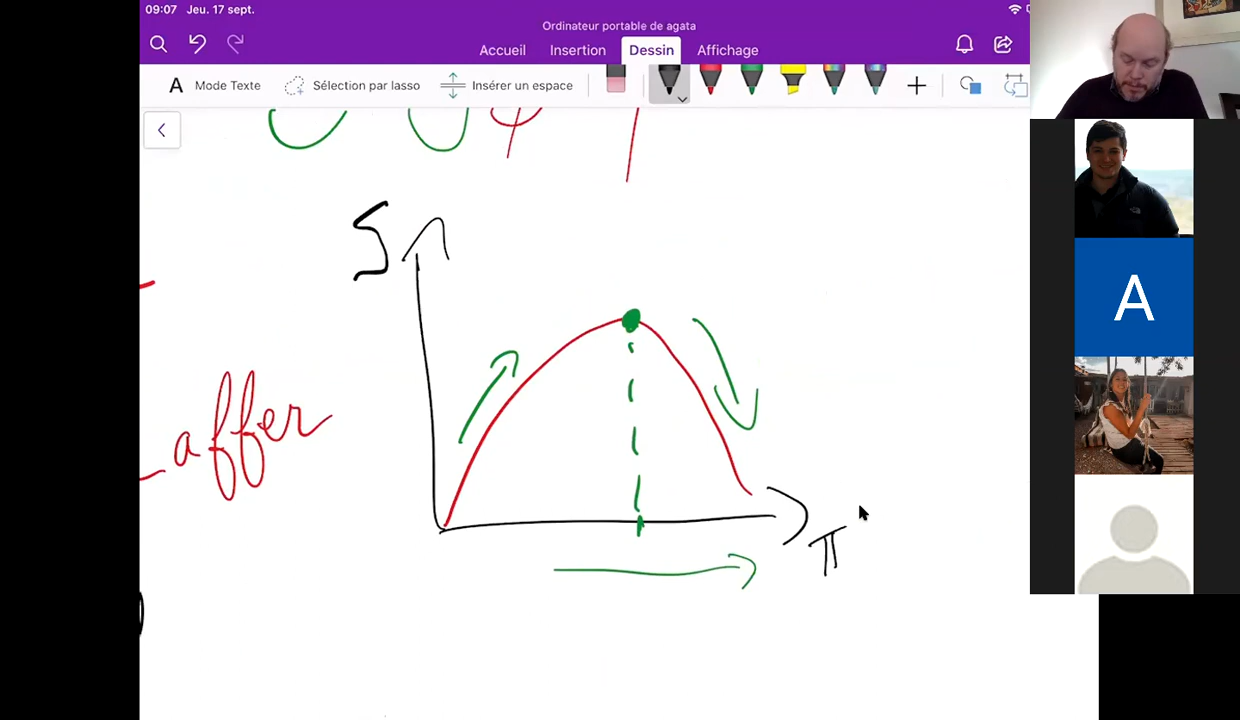 09:07 Jeu. 17 sept.
Ordinateur portable de agata
Accueil Insertion Dessin Affichage
A Mode Texte Sélection par lasso Insérer un espace
S
affer
π
A